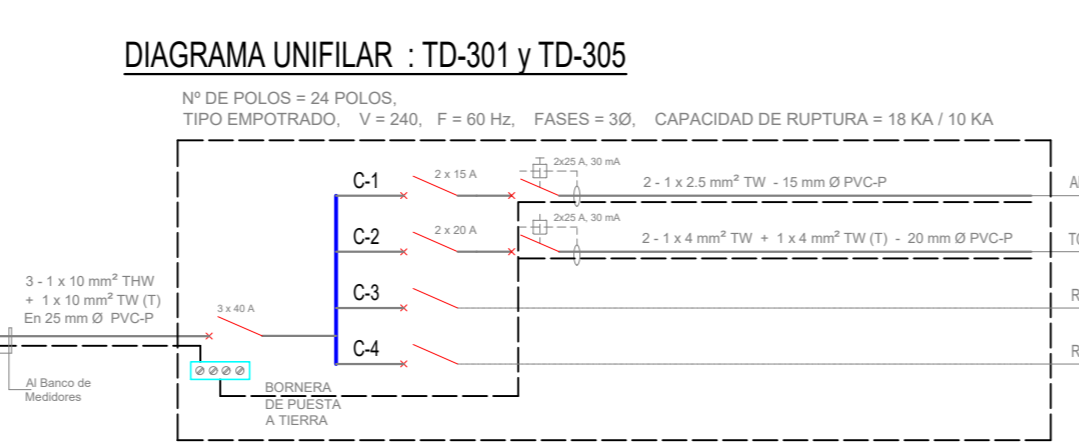 DIAGRAMA UNIFILAR : TD-301 y TD-305
Nº DE POLOS = 24 POLOS,
TIPO EMPOTRADO, V = 240, F = 60 Hz, FASES = 3Ø, CAPACIDAD DE RUPTURA = 18 KA / 10 KA
C-1
2 x 15 A
2x25 A, 30 mA
2 - 1 x 2.5 mm² TW - 15 mm Ø PVC-P
C-2
2 x 20 A
2x25 A, 30 mA
2 - 1 x 4 mm² TW + 1 x 4 mm² TW (T) - 20 mm Ø PVC-P
C-3
R
C-4
R
3 - 1 x 10 mm² THW
+ 1 x 10 mm² TW (T)
En 25 mm Ø PVC-P
3 x 40 A
Al Banco de
Medidores
BORNERA
DE PUESTA
A TIERRA